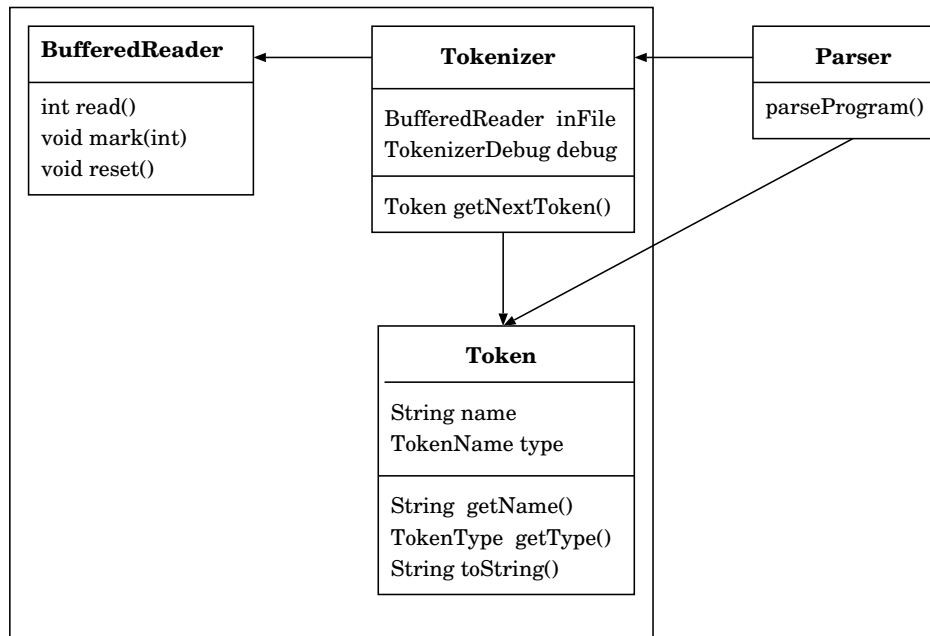 BufferedReader
int read()
void mark(int)
void reset()
Tokenizer
BufferedReader inFile
TokenizerDebug debug
Token getNextToken()
Parser
parseProgram()
Token
String name
TokenName type
String getName()
TokenType getType()
String toString()